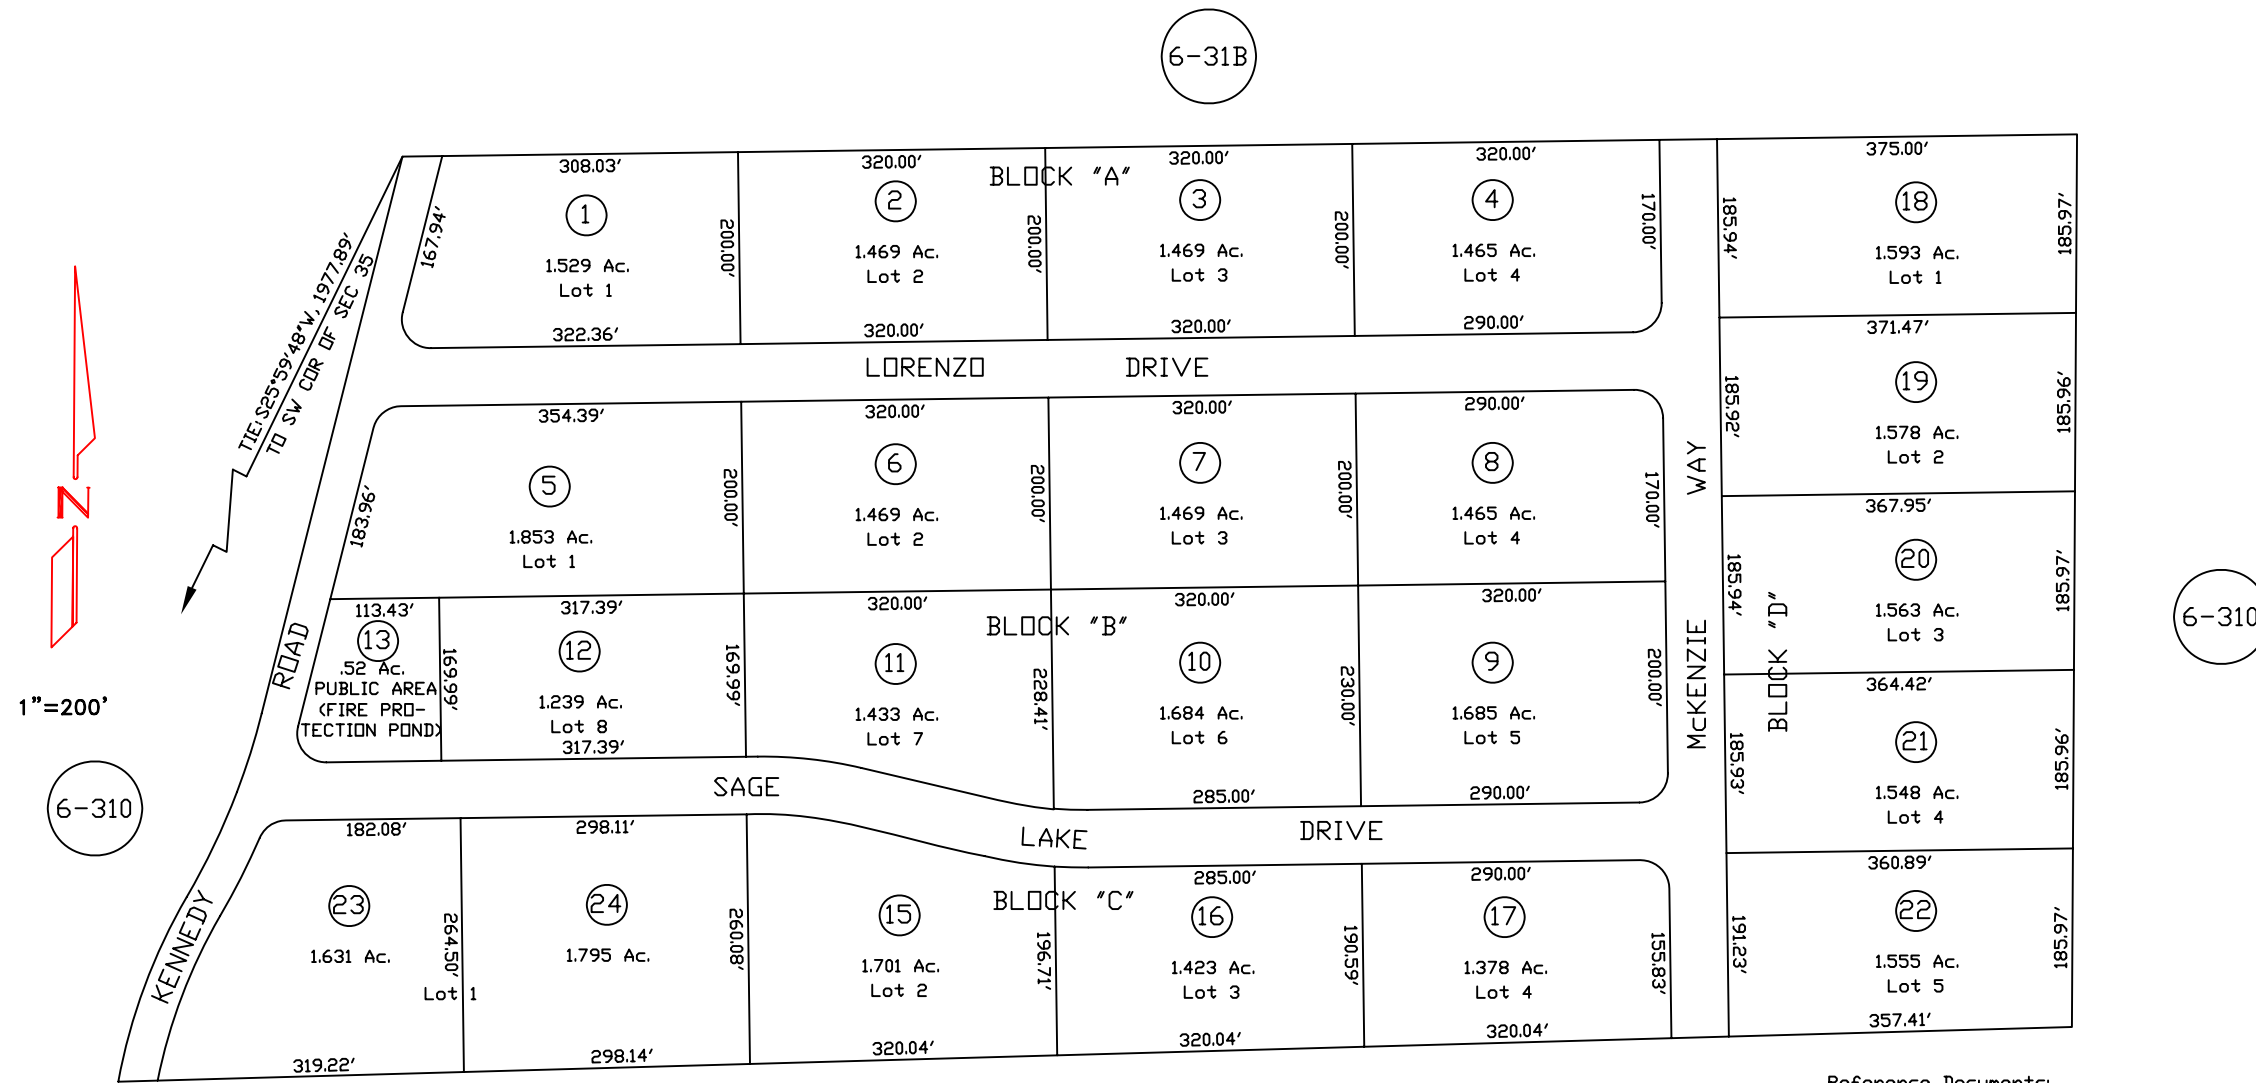 6-31B
308.03'
320.00'
320.00'
320.00'
375.00'
BLOCK "A"
1
2
3
4
18
167.94'
200.00'
200.00'
200.00'
170.00'
185.94'
185.97'
1.529 Ac.
Lot 1
1.469 Ac.
Lot 2
1.469 Ac.
Lot 3
1.465 Ac.
Lot 4
1.593 Ac.
Lot 1
322.36'
320.00'
320.00'
290.00'
TIE,S25°59'48"W, 1977.89'
TO SW COR OF SEC 35
LORENZO DRIVE
371.47'
19
185.92'
185.96'
1.578 Ac.
Lot 2
354.39'
320.00'
320.00'
290.00'
5
6
7
8
183.96'
200.00'
200.00'
200.00'
170.00'
1.853 Ac.
Lot 1
1.469 Ac.
Lot 2
1.469 Ac.
Lot 3
1.465 Ac.
Lot 4
N
1"=200'
McKENZIE WAY
367.95'
20
185.94'
185.97'
1.563 Ac.
Lot 3
BLOCK "D"
6-310
113.43'
317.39'
320.00'
320.00'
320.00'
BLOCK "B"
13
12
11
10
9
.52 Ac.
PUBLIC AREA
(FIRE PRO-
TECTION POND)
169.99'
1.239 Ac.
Lot 8
317.39'
169.99'
1.433 Ac.
Lot 7
228.41'
1.684 Ac.
Lot 6
230.00'
1.685 Ac.
Lot 5
200.00'
285.00'
290.00'
364.42'
21
185.93'
185.96'
1.548 Ac.
Lot 4
6-310
KENNEDY ROAD
SAGE LAKE DRIVE
182.08'
298.11'
285.00'
290.00'
360.89'
BLOCK "C"
23
24
15
16
17
22
1.631 Ac.
264.50'
Lot 1
1.795 Ac.
260.08'
1.701 Ac.
Lot 2
196.71'
1.423 Ac.
Lot 3
190.59'
1.378 Ac.
Lot 4
155.83'
191.23'
1.555 Ac.
Lot 5
185.97'
319.22'
298.14'
320.04'
320.04'
320.04'
357.41'
Reference Documents: